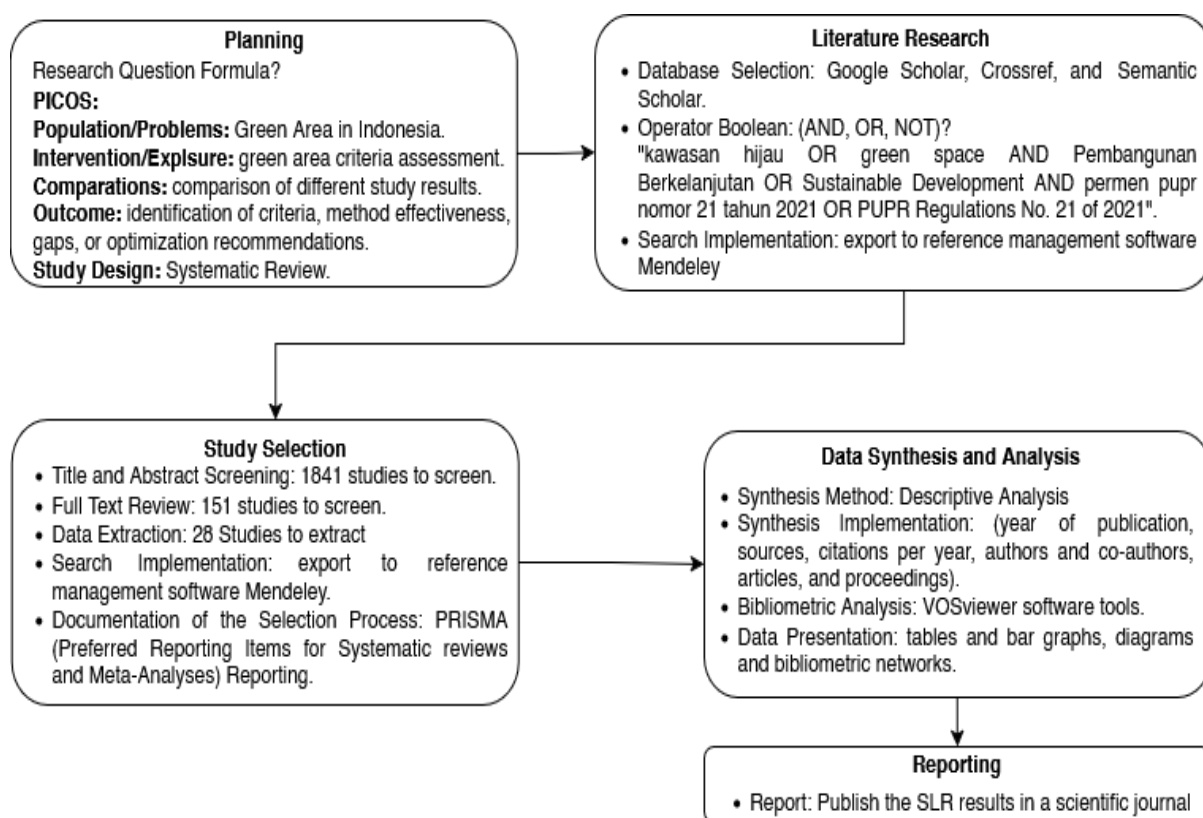 Planning
Research Question Formula?
PICOS:
Population/Problems: Green Area in Indonesia.
Intervention/Explsure: green area criteria assessment.
Comparations: comparison of different study results.
Outcome: identification of criteria, method effectiveness,
gaps, or optimization recommendations.
Study Design: Systematic Review.
Literature Research
• Database Selection: Google Scholar, Crossref, and Semantic
Scholar.
• Operator Boolean: (AND, OR, NOT)?
"kawasan hijau OR green space AND Pembangunan
Berkelanjutan OR Sustainable Development AND permen pupr
nomor 21 tahun 2021 OR PUPR Regulations No. 21 of 2021".
• Search Implementation: export to reference management software
Mendeley
Study Selection
• Title and Abstract Screening: 1841 studies to screen.
• Full Text Review: 151 studies to screen.
• Data Extraction: 28 Studies to extract
• Search Implementation: export to reference
management software Mendeley.
• Documentation of the Selection Process: PRISMA
(Preferred Reporting Items for Systematic reviews
and Meta-Analyses) Reporting.
Data Synthesis and Analysis
• Synthesis Method: Descriptive Analysis
• Synthesis Implementation: (year of publication,
sources, citations per year, authors and co-authors,
articles, and proceedings).
• Bibliometric Analysis: VOSviewer software tools.
• Data Presentation: tables and bar graphs, diagrams
and bibliometric networks.
Reporting
• Report: Publish the SLR results in a scientific journal